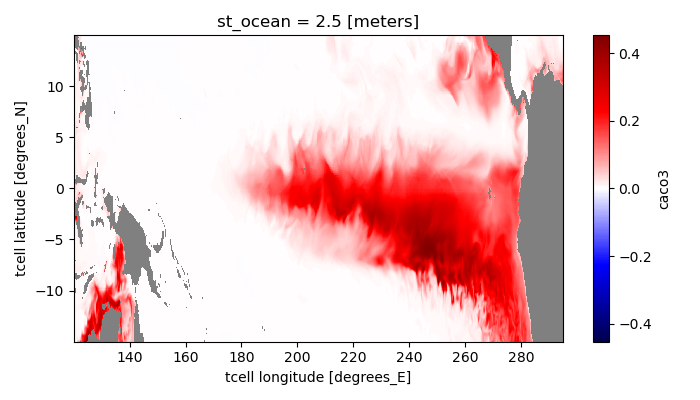 st_ocean = 2.5 [meters]
tcell latitude [degrees_N]
10
5
0
−5
−10
140 160 180 200 220 240 260 280
tcell longitude [degrees_E]
0.4
0.2
0.0
−0.2
−0.4
caco3